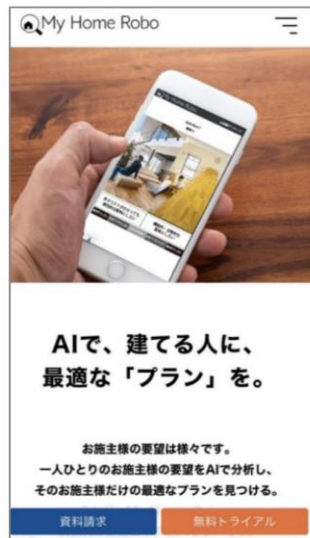 My Home Robo
AIで、建てる人に、
最適な「プラン」を。
お施主様の要望は様々です。
一人ひとりのお施主様の要望をAIで分析し、
そのお施主様だけの最適なプランを見つける。
資料請求
無料トライアル